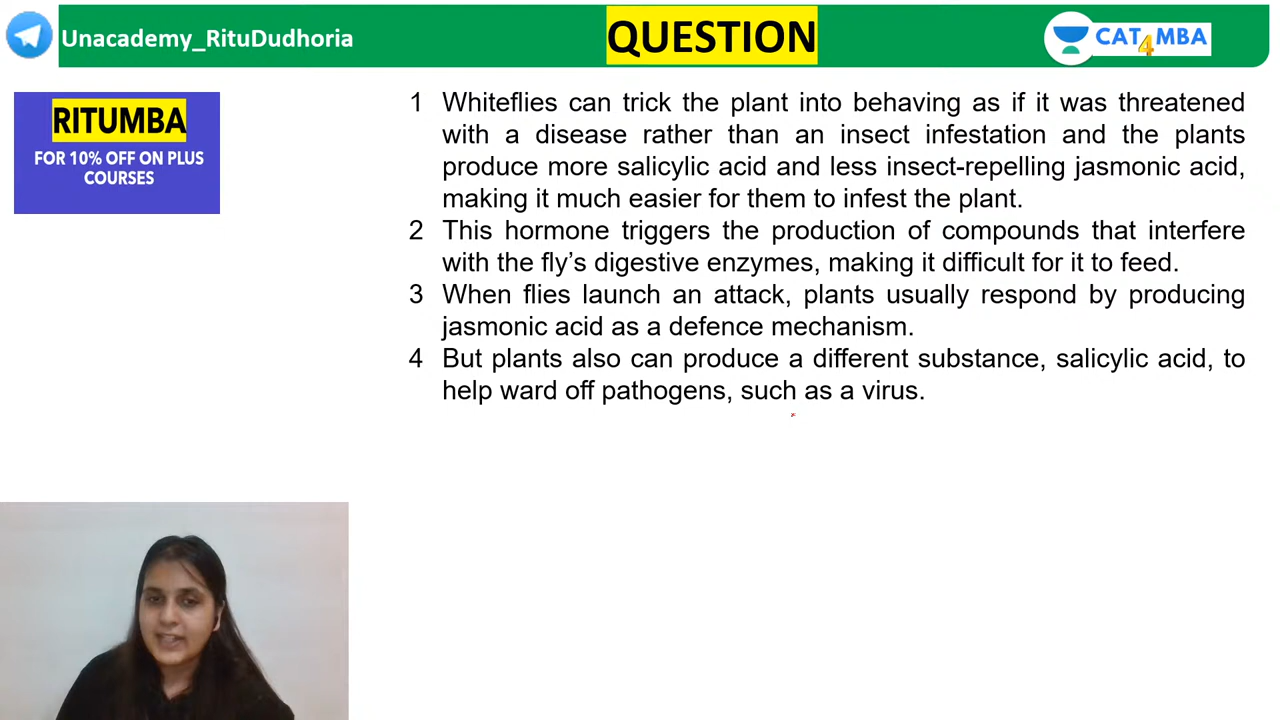 Unacademy_RituDudhoria
QUESTION
CAT4MBA
RITUMBA
FOR 10% OFF ON PLUS
COURSES
1 Whiteflies can trick the plant into behaving as if it was threatened
with a disease rather than an insect infestation and the plants
produce more salicylic acid and less insect-repelling jasmonic acid,
making it much easier for them to infest the plant.
2 This hormone triggers the production of compounds that interfere
with the fly’s digestive enzymes, making it difficult for it to feed.
3 When flies launch an attack, plants usually respond by producing
jasmonic acid as a defence mechanism.
4 But plants also can produce a different substance, salicylic acid, to
help ward off pathogens, such as a virus.